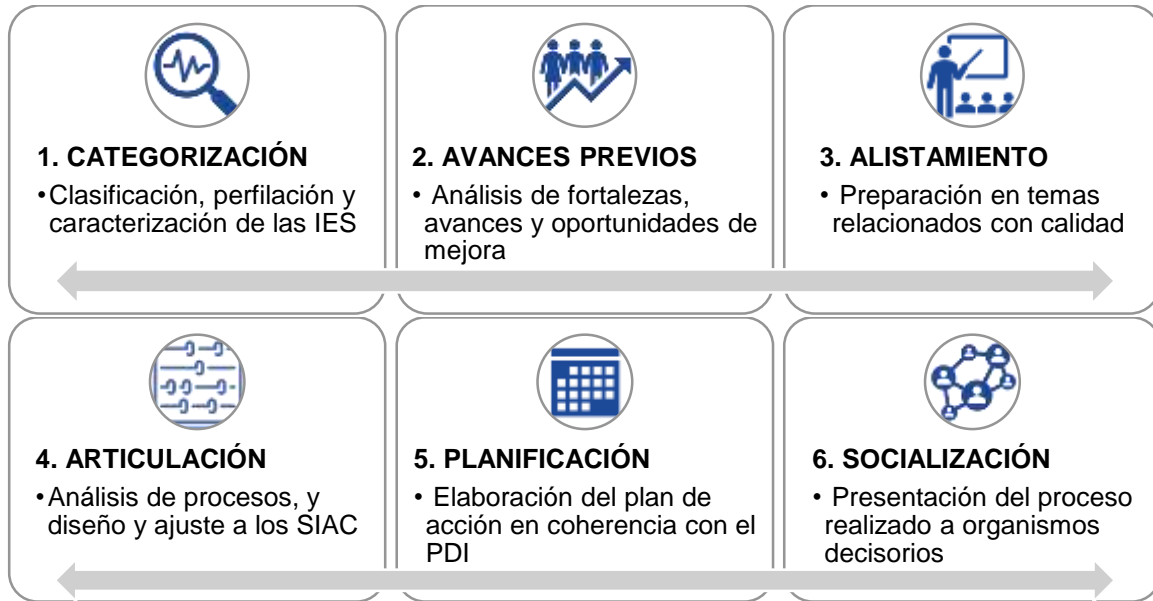 1. CATEGORIZACIÓN
•Clasificación, perfilación y
caracterización de las IES
2. AVANCES PREVIOS
• Análisis de fortalezas,
avances y oportunidades de
mejora
3. ALISTAMIENTO
• Preparación en temas
relacionados con calidad
4. ARTICULACIÓN
•Análisis de procesos, y
diseño y ajuste a los SIAC
5. PLANIFICACIÓN
• Elaboración del plan de
acción en coherencia con el
PDI
6. SOCIALIZACIÓN
• Presentación del proceso
realizado a organismos
decisorios